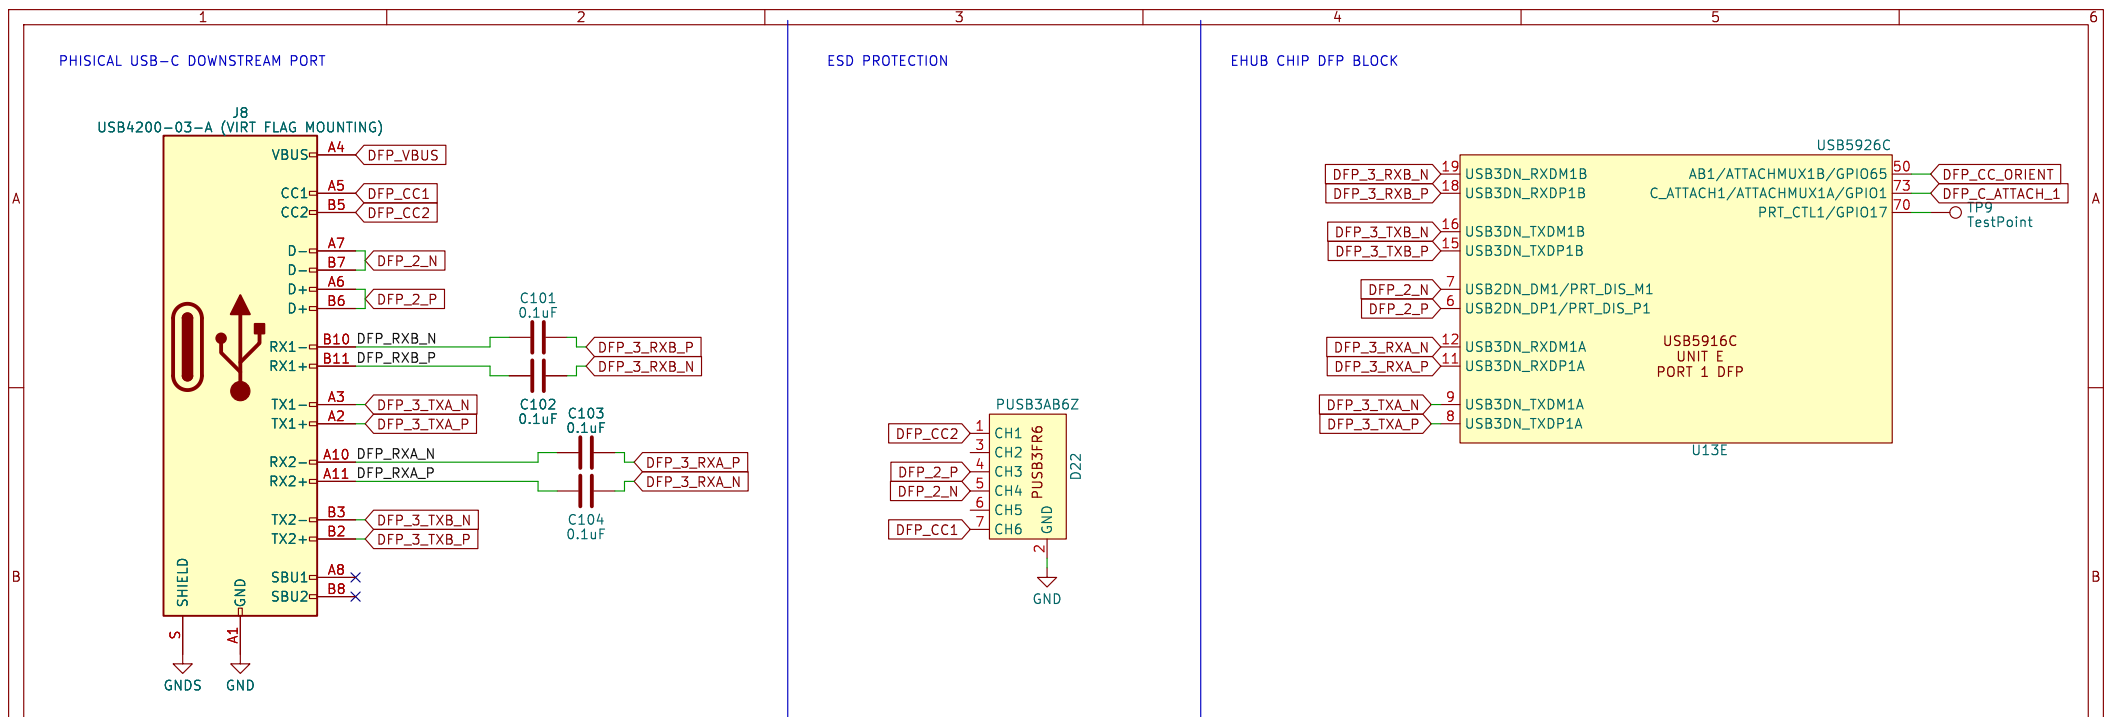 1 2 3 4 5 6
PHISICAL USB-C DOWNSTREAM PORT
ESD PROTECTION
EHUB CHIP DFP BLOCK
A
A
B
B
J8
USB4200-03-A (VIRT FLAG MOUNTING)
VBUS A4 DFP_VBUS
CC1 A5 DFP_CC1
CC2 B5 DFP_CC2
D- A7
D- B7
DFP_2_N
D+ A6
D+ B6
DFP_2_P
RX1- B10 DFP_RXB_N
RX1+ B11 DFP_RXB_P
C101
0.1uF
DFP_3_RXB_P
DFP_3_RXB_N
C102
0.1uF
TX1- A3 DFP_3_TXA_N
TX1+ A2 DFP_3_TXA_P
RX2- A10 DFP_RXA_N
RX2+ A11 DFP_RXA_P
C103
0.1uF
DFP_3_RXA_P
DFP_3_RXA_N
C104
0.1uF
TX2- B3 DFP_3_TXB_N
TX2+ B2 DFP_3_TXB_P
SBU1 A8
SBU2 B8
SHIELD
GND
S
A1
GNDS
GND
PUSB3AB6Z
DFP_CC2 1 CH1
3 CH2
DFP_2_P 4 CH3
DFP_2_N 5 CH4
6 CH5
DFP_CC1 7 CH6
PUSB3FR6
D22
GND
2
GND
USB5926C
DFP_3_RXB_N 19 USB3DN_RXDM1B
DFP_3_RXB_P 18 USB3DN_RXDP1B
DFP_3_TXB_N 16 USB3DN_TXDM1B
DFP_3_TXB_P 15 USB3DN_TXDP1B
DFP_2_N 7 USB2DN_DM1/PRT_DIS_M1
DFP_2_P 6 USB2DN_DP1/PRT_DIS_P1
DFP_3_RXA_N 12 USB3DN_RXDM1A
DFP_3_RXA_P 11 USB3DN_RXDP1A
DFP_3_TXA_N 9 USB3DN_TXDM1A
DFP_3_TXA_P 8 USB3DN_TXDP1A
AB1/ATTACHMUX1B/GPIO65 50 DFP_CC_ORIENT
C_ATTACH1/ATTACHMUX1A/GPIO1 73 DFP_C_ATTACH_1
PRT_CTL1/GPIO17 70
TP9
TestPoint
USB5916C
UNIT E
PORT 1 DFP
U13E